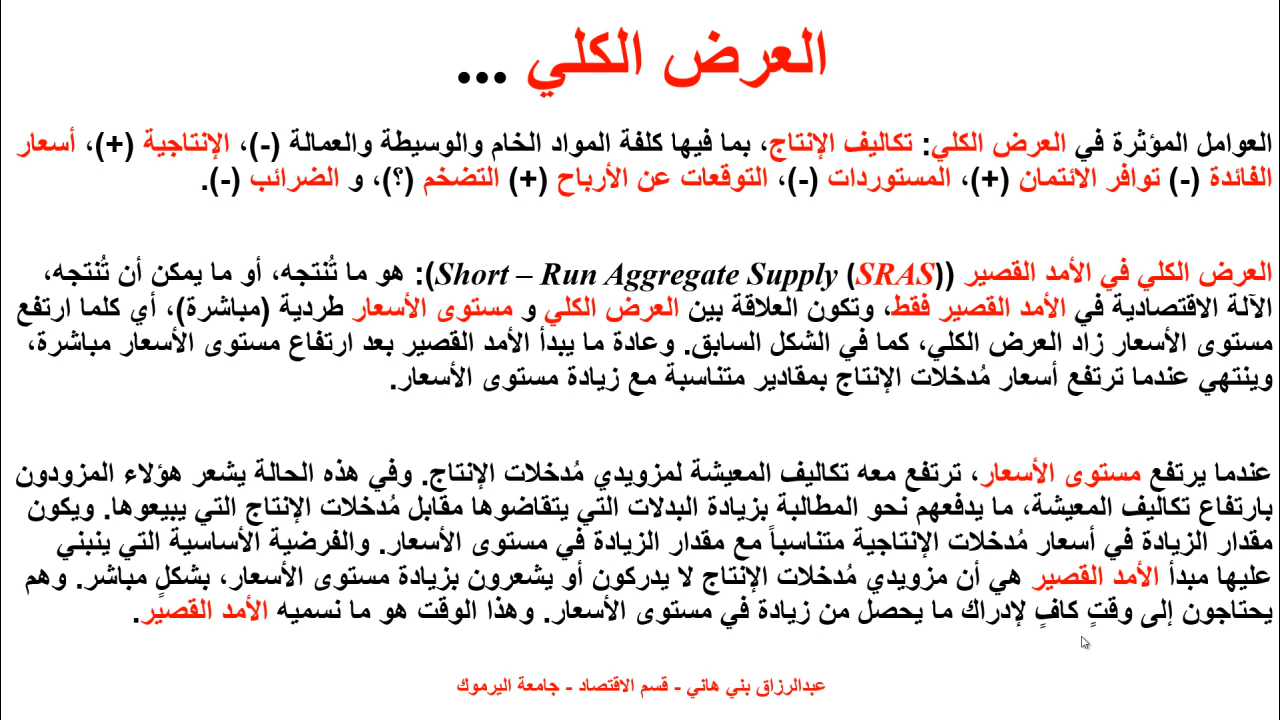 العرض الكلي ...
العوامل المؤثرة في العرض الكلي: تكاليف الإنتاج، بما فيها كلفة المواد الخام والوسيطة والعمالة (-)، الإنتاجية (+)، أسعار
الفائدة (-) توافر الائتمان (+)، المستوردات (-)، التوقعات عن الأرباح (+) التضخم (؟)، و الضرائب (-).
العرض الكلي في الأمد القصير ((Short – Run Aggregate Supply (SRAS): هو ما تُنتجه، أو ما يمكن أن تُنتجه،
الآلة الاقتصادية في الأمد القصير فقط، وتكون العلاقة بين العرض الكلي و مستوى الأسعار طردية (مباشرة)، أي كلما ارتفع
مستوى الأسعار زاد العرض الكلي، كما في الشكل السابق. وعادة ما يبدأ الأمد القصير بعد ارتفاع مستوى الأسعار مباشرة،
وينتهي عندما ترتفع أسعار مُدخلات الإنتاج بمقادير متناسبة مع زيادة مستوى الأسعار.
عندما يرتفع مستوى الأسعار، ترتفع معه تكاليف المعيشة لمزويدي مُدخلات الإنتاج. وفي هذه الحالة يشعر هؤلاء المزودون
بارتفاع تكاليف المعيشة، ما يدفعهم نحو المطالبة بزيادة البدلات التي يتقاضوها مقابل مُدخلات الإنتاج التي يبيعوها. ويكون
مقدار الزيادة في أسعار مُدخلات الإنتاجية متناسباً مع مقدار الزيادة في مستوى الأسعار. والفرضية الأساسية التي ينبني
عليها مبدأ الأمد القصير هي أن مزويدي مُدخلات الإنتاج لا يدركون أو يشعرون بزيادة مستوى الأسعار، بشكلٍ مباشر. وهم
يحتاجون إلى وقتٍ كافٍ لإدراك ما يحصل من زيادة في مستوى الأسعار. وهذا الوقت هو ما نسميه الأمد القصير.
عبدالرزاق بني هاني - قسم الاقتصاد - جامعة اليرموك